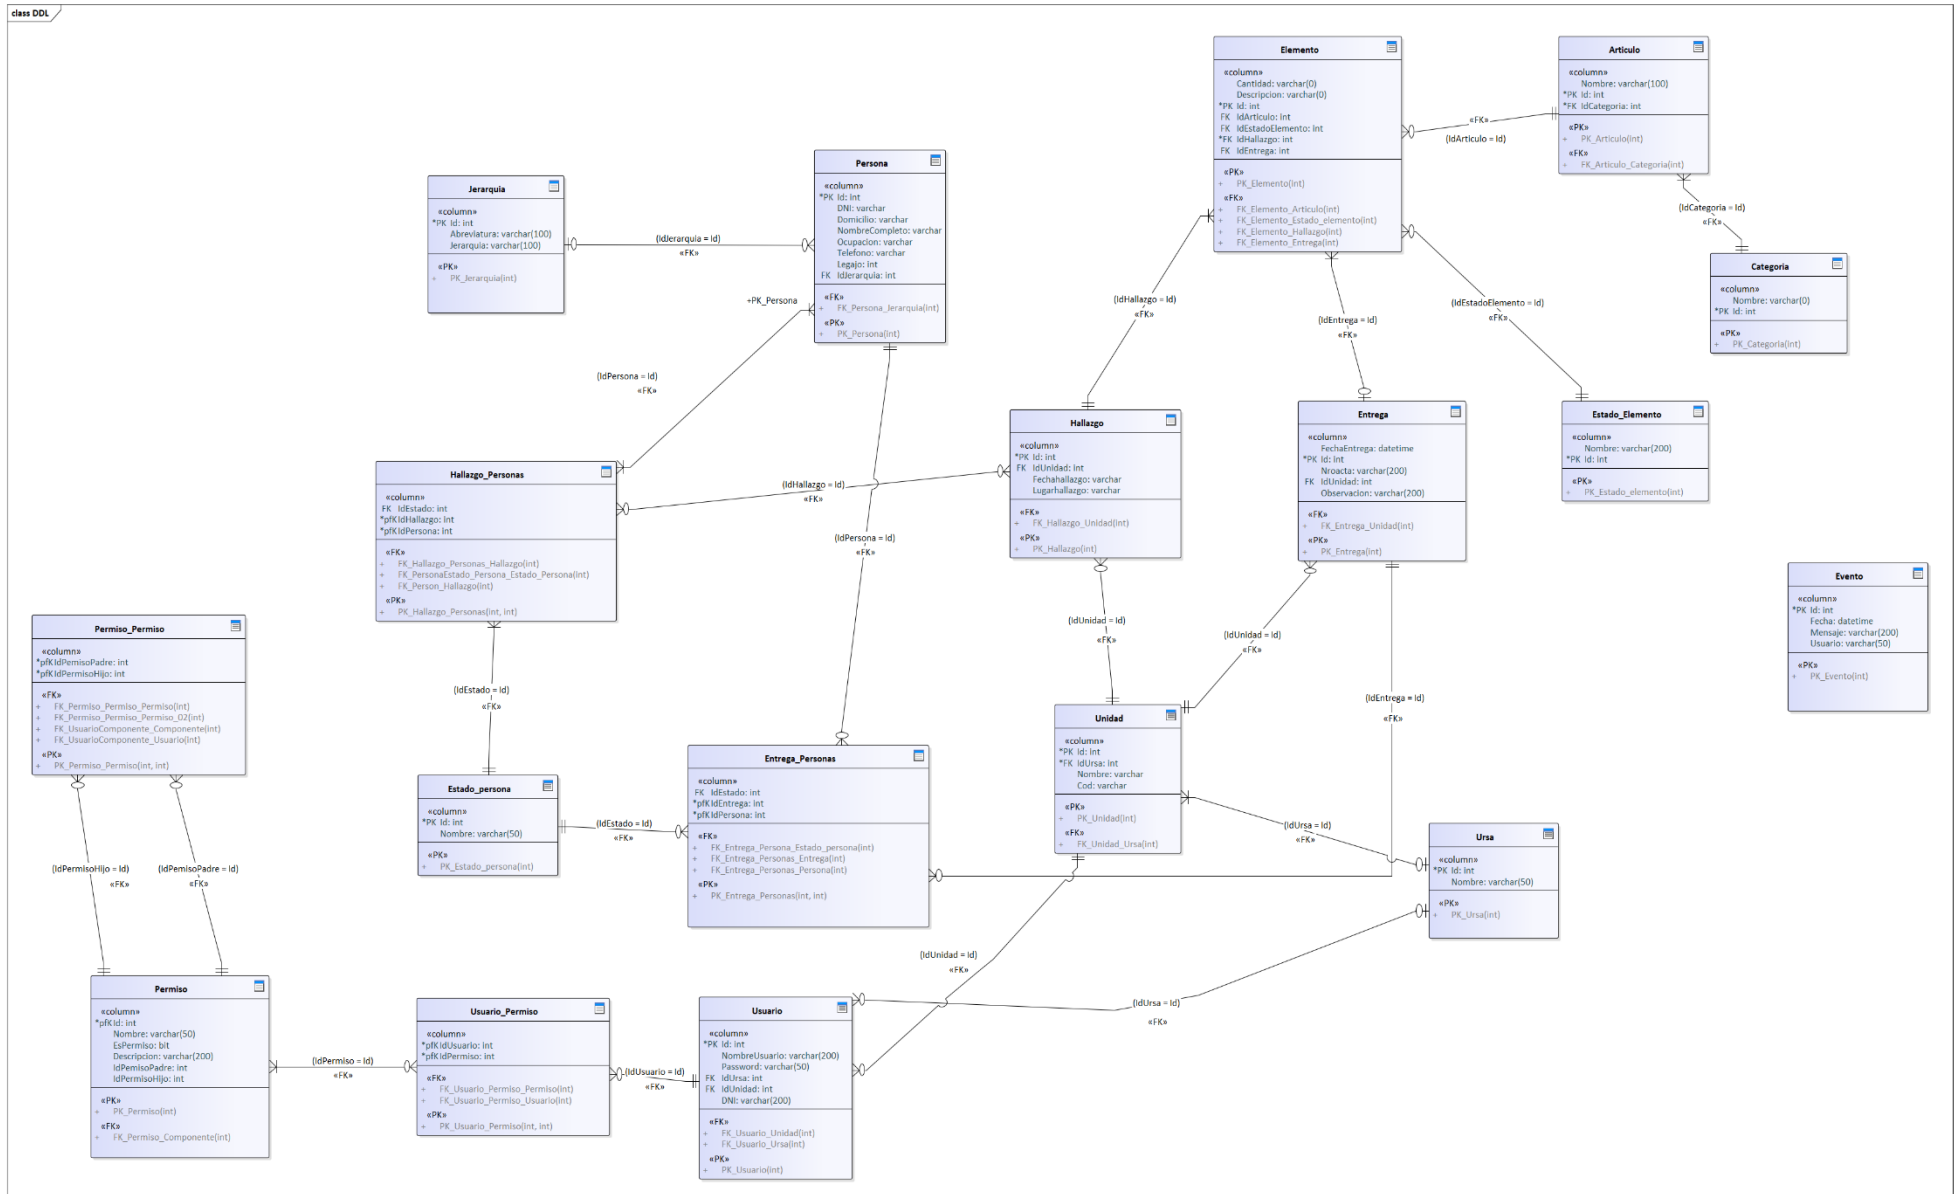 class DDL
Elemento
«column»
Cantidad: varchar(0)
Descripcion: varchar(0)
*PK Id: int
FK IdArticulo: int
FK IdEstadoElemento: int
*FK IdHallazgo: int
FK IdEntrega: int
«PK»
+ PK_Elemento(int)
«FK»
+ FK_Elemento_Articulo(int)
+ FK_Elemento_Estado_elemento(int)
+ FK_Elemento_Hallazgo(int)
+ FK_Elemento_Entrega(int)
Articulo
«column»
Nombre: varchar(100)
*PK Id: int
*FK IdCategoria: int
«PK»
+ PK_Articulo(int)
«FK»
+ FK_Articulo_Categoria(int)
«FK»
(IdArticulo = Id)
(IdCategoria = Id)
«FK»
Categoria
«column»
Nombre: varchar(0)
*PK Id: int
«PK»
+ PK_Categoria(int)
Jerarquia
«column»
*PK Id: int
Abreviatura: varchar(100)
Jerarquia: varchar(100)
«PK»
+ PK_Jerarquia(int)
(IdJerarquia = Id)
«FK»
Persona
«column»
*PK Id: int
DNI: varchar
Domicilio: varchar
NombreCompleto: varchar
Ocupacion: varchar
Telefono: varchar
Legajo: int
FK IdJerarquia: int
«FK»
+ FK_Persona_Jerarquia(int)
«PK»
+ PK_Persona(int)
+PK_Persona
(IdPersona = Id)
«FK»
(IdHallazgo = Id)
«FK»
(IdEntrega = Id)
«FK»
(IdEstadoElemento = Id)
«FK»
Hallazgo
«column»
*PK Id: int
FK IdUnidad: int
Fechahallazgo: varchar
Lugarhallazgo: varchar
«FK»
+ FK_Hallazgo_Unidad(int)
«PK»
+ PK_Hallazgo(int)
Entrega
«column»
FechaEntrega: datetime
*PK Id: int
Nroacta: varchar(200)
FK IdUnidad: int
Observacion: varchar(200)
«FK»
+ FK_Entrega_Unidad(int)
«PK»
+ PK_Entrega(int)
Estado_Elemento
«column»
Nombre: varchar(200)
*PK Id: int
«PK»
+ PK_Estado_elemento(int)
Hallazgo_Personas
«column»
FK IdEstado: int
*pfK IdHallazgo: int
*pfK IdPersona: int
«FK»
+ FK_Hallazgo_Personas_Hallazgo(int)
+ FK_PersonaEstado_Persona_Estado_Persona(int)
+ FK_Person_Hallazgo(int)
«PK»
+ PK_Hallazgo_Personas(int, int)
(IdHallazgo = Id)
«FK»
(IdPersona = Id)
«FK»
Evento
«column»
*PK Id: int
Fecha: datetime
Mensaje: varchar(200)
Usuario: varchar(50)
«PK»
+ PK_Evento(int)
Permiso_Permiso
«column»
*pfK IdPemisoPadre: int
*pfK IdPermisoHijo: int
«FK»
+ FK_Permiso_Permiso_Permiso(int)
+ FK_Permiso_Permiso_Permiso_02(int)
+ FK_UsuarioComponente_Componente(int)
+ FK_UsuarioComponente_Usuario(int)
«PK»
+ PK_Permiso_Permiso(int, int)
(IdEstado = Id)
«FK»
(IdUnidad = Id)
«FK»
(IdUnidad = Id)
«FK»
(IdEntrega = Id)
«FK»
Unidad
«column»
*PK Id: int
*FK IdUrsa: int
Nombre: varchar
Cod: varchar
«PK»
+ PK_Unidad(int)
«FK»
+ FK_Unidad_Ursa(int)
Estado_persona
«column»
*PK Id: int
Nombre: varchar(50)
«PK»
+ PK_Estado_persona(int)
(IdEstado = Id)
«FK»
Entrega_Personas
«column»
FK IdEstado: int
*pfK IdEntrega: int
*pfK IdPersona: int
«FK»
+ FK_Entrega_Persona_Estado_persona(int)
+ FK_Entrega_Personas_Entrega(int)
+ FK_Entrega_Personas_Persona(int)
«PK»
+ PK_Entrega_Personas(int, int)
(idUrsa = Id)
«FK»
Ursa
«column»
*PK Id: int
Nombre: varchar(50)
«PK»
+ PK_Ursa(int)
(IdPermisoHijo = Id)
«FK»
(IdPemisoPadre = Id)
«FK»
(IdUnidad = Id)
«FK»
(IdUrsa = Id)
«FK»
Permiso
«column»
*pfK Id: int
Nombre: varchar(50)
EsPermiso: bit
Descripcion: varchar(200)
IdPemisoPadre: int
IdPermisoHijo: int
«PK»
+ PK_Permiso(int)
«FK»
+ FK_Permiso_Componente(int)
(IdPermiso = Id)
«FK»
Usuario_Permiso
«column»
*pfK IdUsuario: int
*pfK IdPermiso: int
«FK»
+ FK_Usuario_Permiso_Permiso(int)
+ FK_Usuario_Permiso_Usuario(int)
«PK»
+ PK_Usuario_Permiso(int, int)
(IdUsuario = Id)
«FK»
Usuario
«column»
*PK Id: int
NombreUsuario: varchar(200)
Password: varchar(50)
FK IdUrsa: int
FK IdUnidad: int
DNI: varchar(200)
«FK»
+ FK_Usuario_Unidad(int)
+ FK_Usuario_Ursa(int)
«PK»
+ PK_Usuario(int)